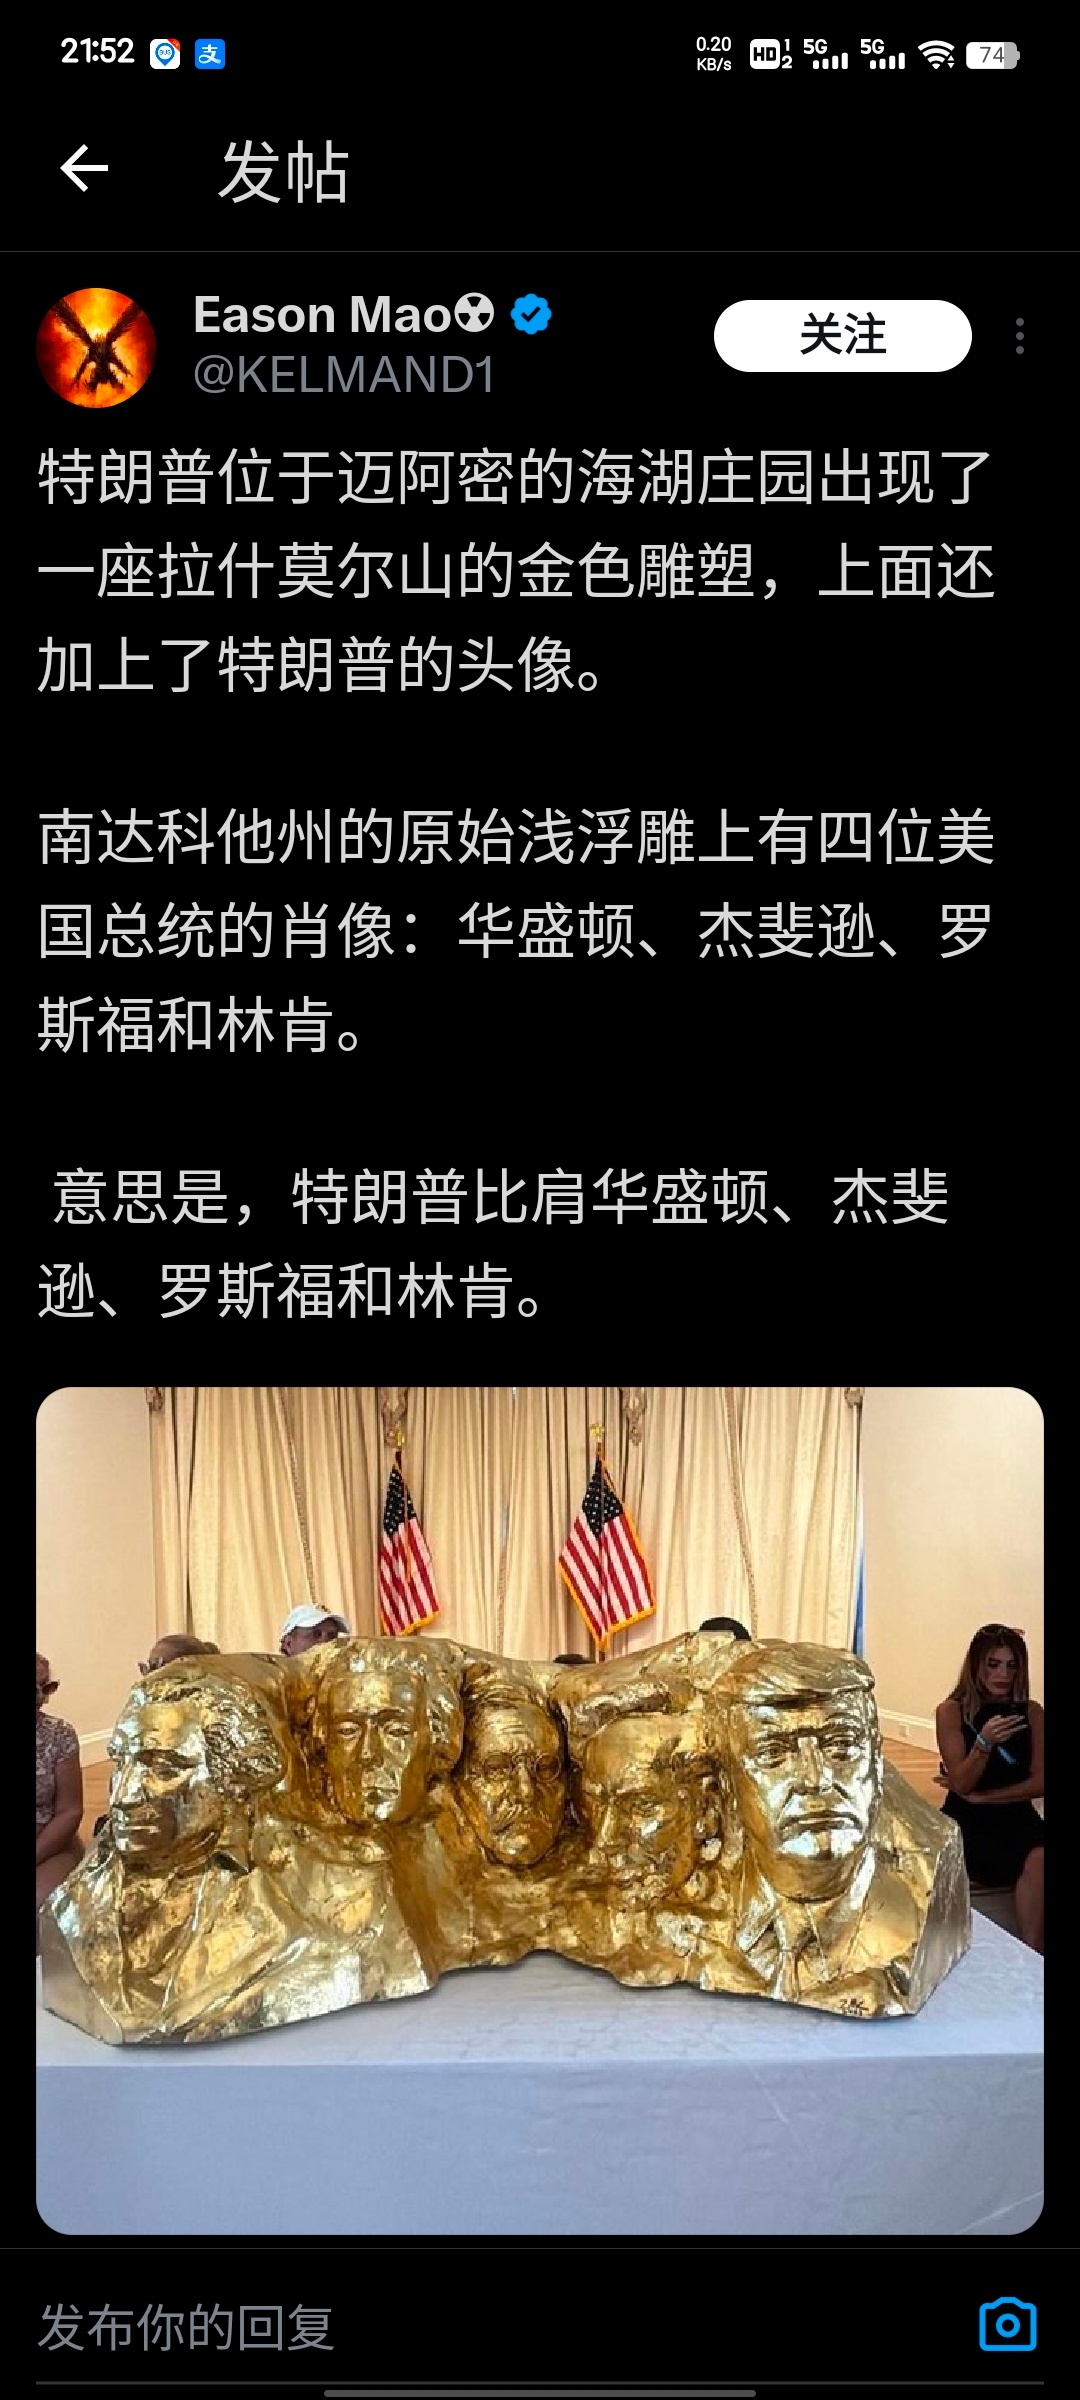 21:52
0.20 KB/s HD 1 2 5G 5G 74
发帖
Eason Mao
@KELMAND1
关注
特朗普位于迈阿密的海湖庄园出现了
一座拉什莫尔山的金色雕塑，上面还
加上了特朗普的头像。
南达科他州的原始浅浮雕上有四位美
国总统的肖像：华盛顿、杰斐逊、罗
斯福和林肯。
意思是，特朗普比肩华盛顿、杰斐
逊、罗斯福和林肯。
发布你的回复